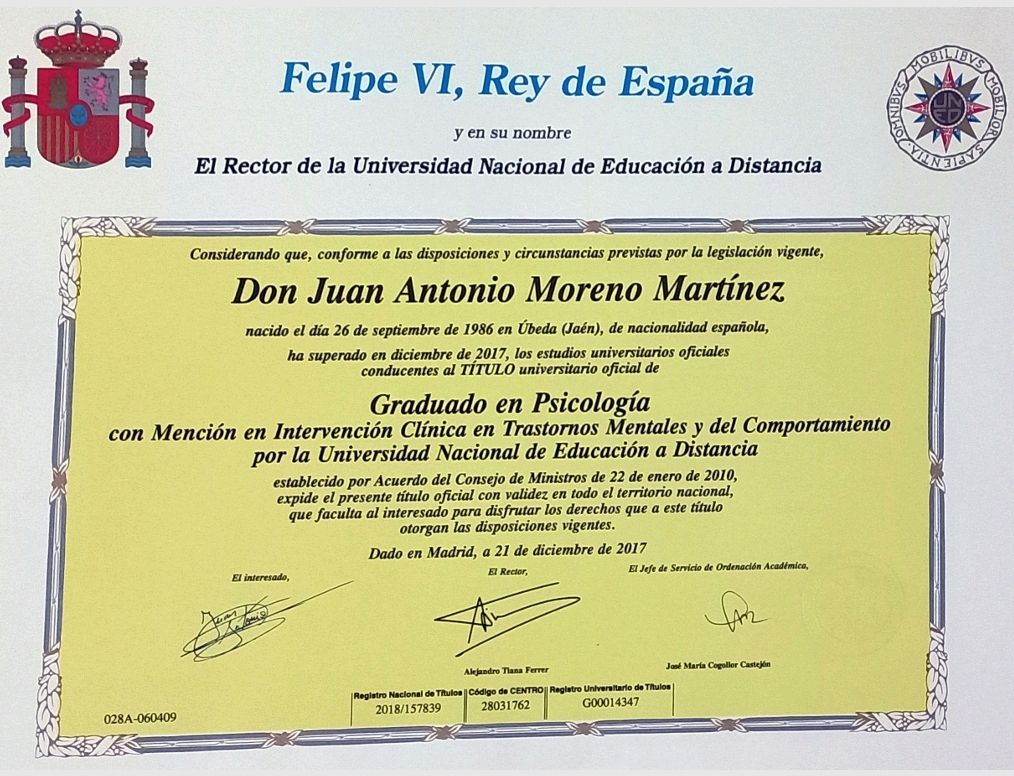 Felipe VI, Rey de España
OMNIBVS MOBILIBVS MOBILIOR SAPIENTIA
UNED
y en su nombre
El Rector de la Universidad Nacional de Educación a Distancia
Considerando que, conforme a las disposiciones y circunstancias previstas por la legislación vigente,
Don Juan Antonio Moreno Martínez
nacido el día 26 de septiembre de 1986 en Úbeda (Jaén), de nacionalidad española,
ha superado en diciembre de 2017, los estudios universitarios oficiales
conducentes al TÍTULO universitario oficial de
Graduado en Psicología
con Mención en Intervención Clínica en Trastornos Mentales y del Comportamiento
por la Universidad Nacional de Educación a Distancia
establecido por Acuerdo del Consejo de Ministros de 22 de enero de 2010,
expide el presente título oficial con validez en todo el territorio nacional,
que faculta al interesado para disfrutar los derechos que a este título
otorgan las disposiciones vigentes.
Dado en Madrid, a 21 de diciembre de 2017
El interesado,
El Rector,
El Jefe de Servicio de Ordenación Académica,
Juan Antonio
Alejandro Tiana Ferrer
José María Cogollor Castejón
Registro Nacional de Títulos Código de CENTRO Registro Universitario de Títulos
2018/157839 28031762 G00014347
028A-060409